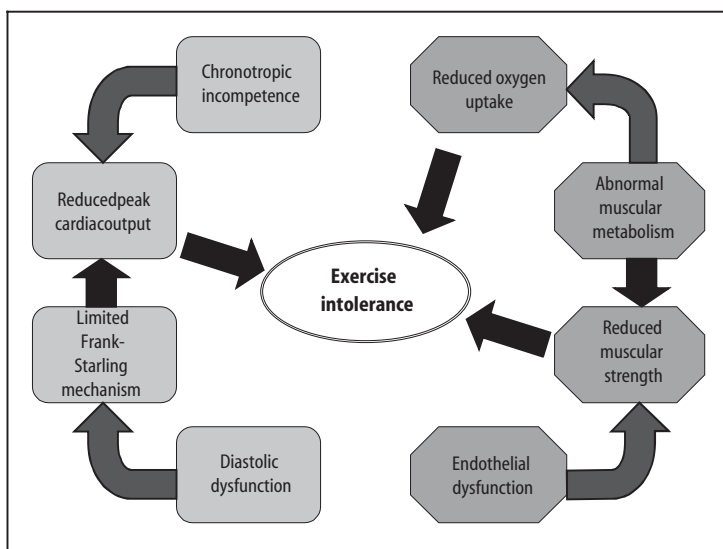 Chronotropic
incompetence
Reduced oxygen
uptake
Reducedpeak
cardiacoutput
Abnormal
muscular
metabolism
Exercise
intolerance
Limited
Frank-
Starling
mechanism
Reduced
muscular
strength
Diastolic
dysfunction
Endothelial
dysfunction